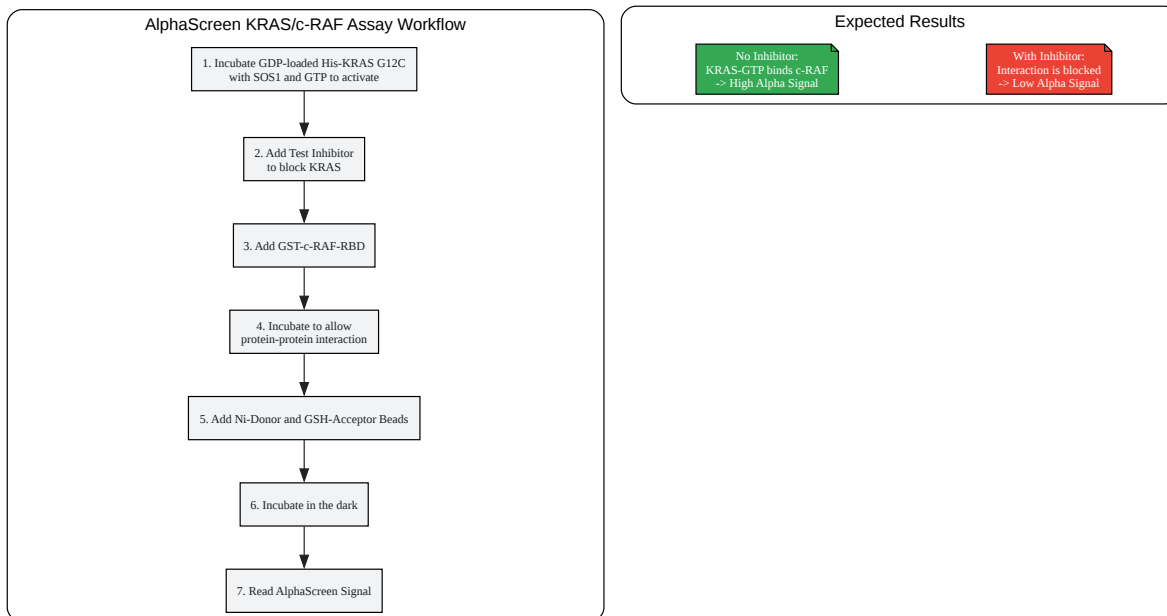 AlphaScreen KRAS/c-RAF Assay Workflow
1. Incubate GDP-loaded His-KRAS G12C
with SOS1 and GTP to activate
2. Add Test Inhibitor
to block KRAS
3. Add GST-c-RAF-RBD
4. Incubate to allow
protein-protein interaction
5. Add Ni-Donor and GSH-Acceptor Beads
6. Incubate in the dark
7. Read AlphaScreen Signal
Expected Results
No Inhibitor:
KRAS-GTP binds c-RAF
-> High Alpha Signal
With Inhibitor:
Interaction is blocked
-> Low Alpha Signal